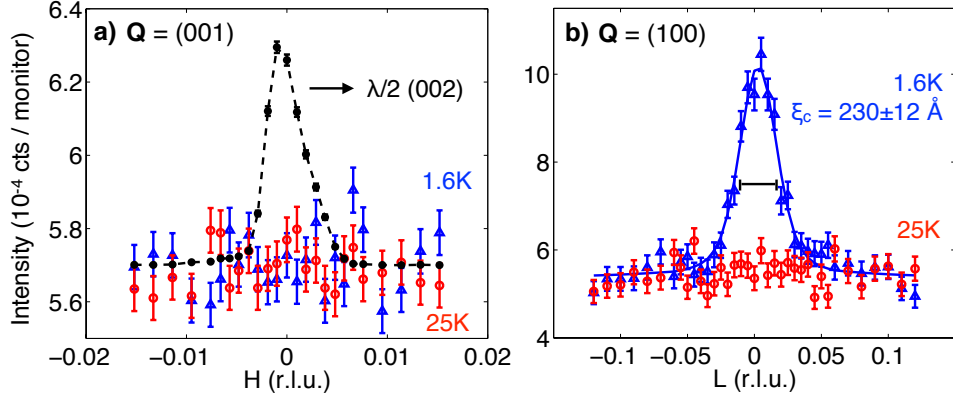 a) Q = (001)
λ/2 (002)
1.6K
25K
6.4
6.2
6
5.8
5.6
Intensity (10⁻⁴ cts / monitor)
−0.02
−0.01
0
0.01
0.02
H (r.l.u.)
b) Q = (100)
1.6K
ξc = 230±12 Å
25K
10
8
6
4
−0.1
−0.05
0
0.05
0.1
L (r.l.u.)